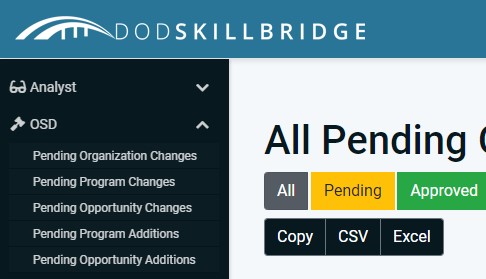 DODSKILLBRIDGE
Analyst
OSD
Pending Organization Changes
Pending Program Changes
Pending Opportunity Changes
Pending Program Additions
Pending Opportunity Additions
All Pending
All Pending Approved
Copy CSV Excel